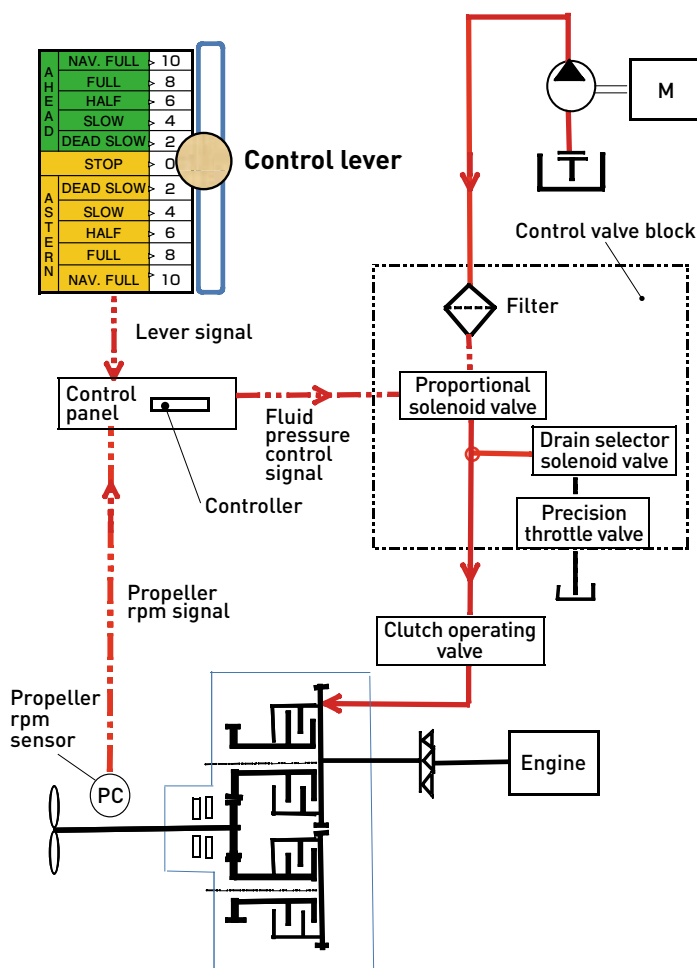 AHEAD
NAV. FULL > 10
FULL > 8
HALF > 6
SLOW > 4
DEAD SLOW > 2
STOP > 0
ASTERN
DEAD SLOW > 2
SLOW > 4
HALF > 6
FULL > 8
NAV. FULL > 10
Control lever
M
Control valve block
Filter
Lever signal
Control
panel
Proportional
solenoid valve
Fluid
pressure
control
signal
Drain selector
solenoid valve
Controller
Precision
throttle valve
Propeller
rpm signal
Clutch operating
valve
Propeller
rpm
sensor
PC
Engine